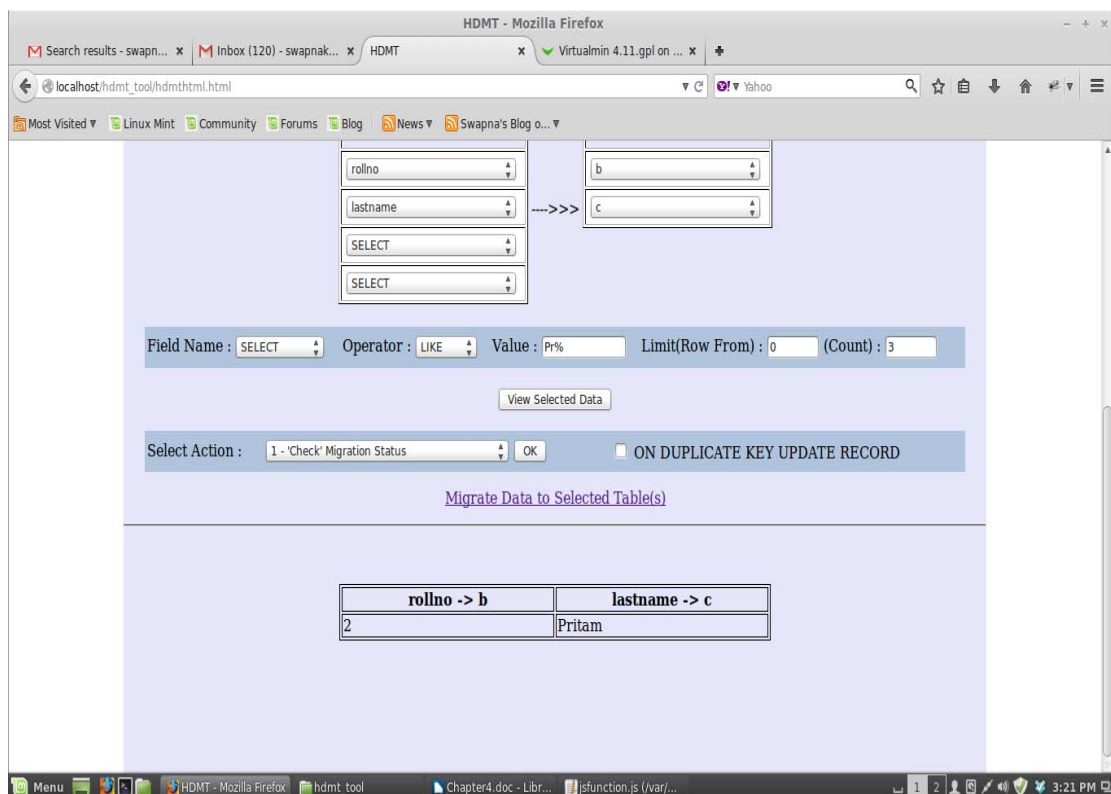 HDMT - Mozilla Firefox
Search results - swapn... x Inbox (120) - swapnak... x HDMT x Virtualmin 4.11.gpl on ... x
localhost/hdmt_tool/hdmthtml.html Yahoo
Most Visited Linux Mint Community Forums Blog News Swapna's Blog o...
rollno b
lastname ---->>> c
SELECT
SELECT
Field Name : SELECT Operator : LIKE Value : Pr% Limit(Row From) : 0 (Count) : 3
View Selected Data
Select Action : 1 - 'Check' Migration Status OK ON DUPLICATE KEY UPDATE RECORD
Migrate Data to Selected Table(s)
rollno -> b lastname -> c
2 Pritam
Menu HDMT - Mozilla Firefox hdmt tool Chapter4.doc - Libr... jsfunction.js (/var/... 1 2 3:21 PM